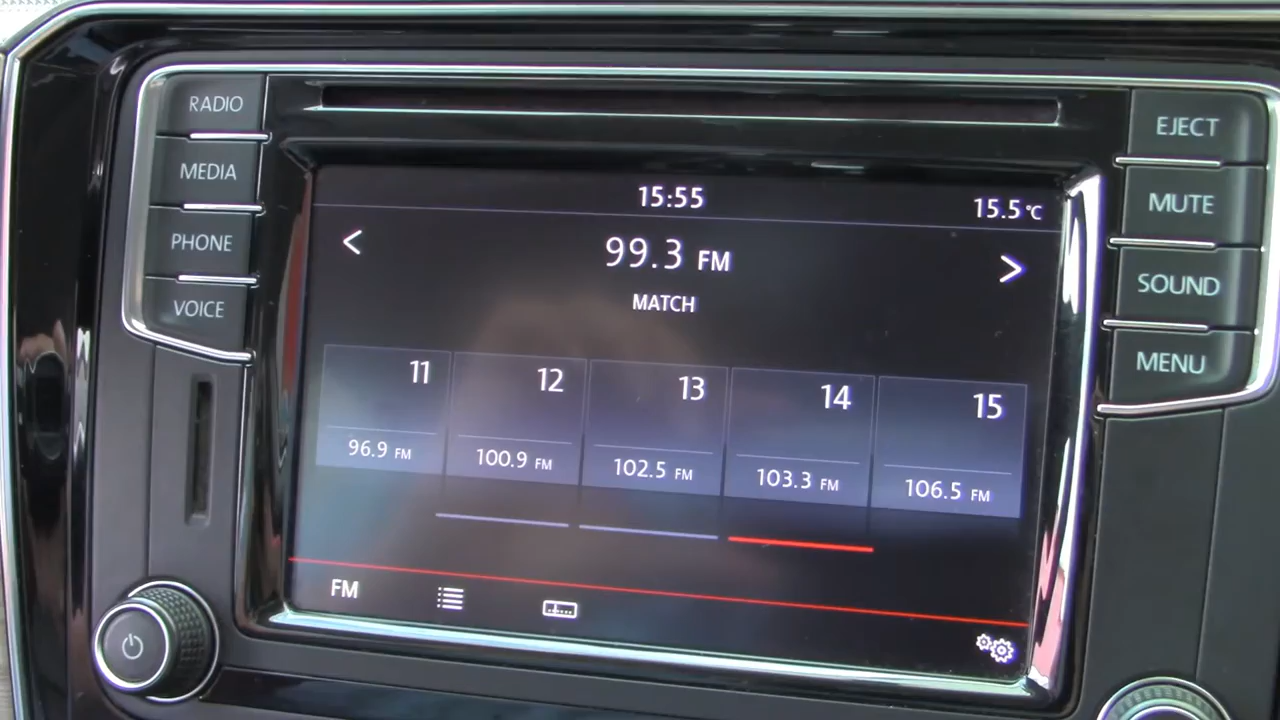 RADIO
MEDIA
PHONE
VOICE
EJECT
MUTE
SOUND
MENU
15:55
15.5°C
< 99.3 FM >
MATCH
11 12 13 14 15
96.9 FM 100.9 FM 102.5 FM 103.3 FM 106.5 FM
FM